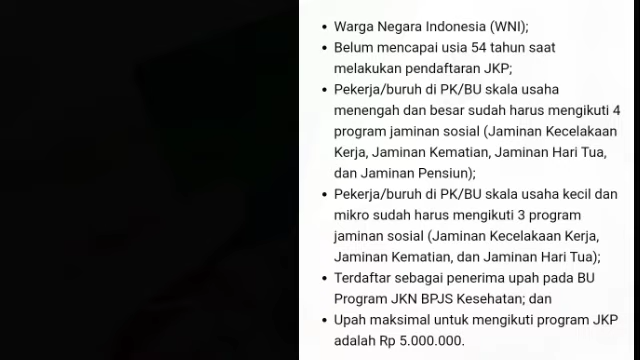 • Warga Negara Indonesia (WNI);
• Belum mencapai usia 54 tahun saat
melakukan pendaftaran JKP;
• Pekerja/buruh di PK/BU skala usaha
menengah dan besar sudah harus mengikuti 4
program jaminan sosial (Jaminan Kecelakaan
Kerja, Jaminan Kematian, Jaminan Hari Tua,
dan Jaminan Pensiun);
• Pekerja/buruh di PK/BU skala usaha kecil dan
mikro sudah harus mengikuti 3 program
jaminan sosial (Jaminan Kecelakaan Kerja,
Jaminan Kematian, dan Jaminan Hari Tua);
• Terdaftar sebagai penerima upah pada BU
Program JKN BPJS Kesehatan; dan
• Upah maksimal untuk mengikuti program JKP
adalah Rp 5.000.000.